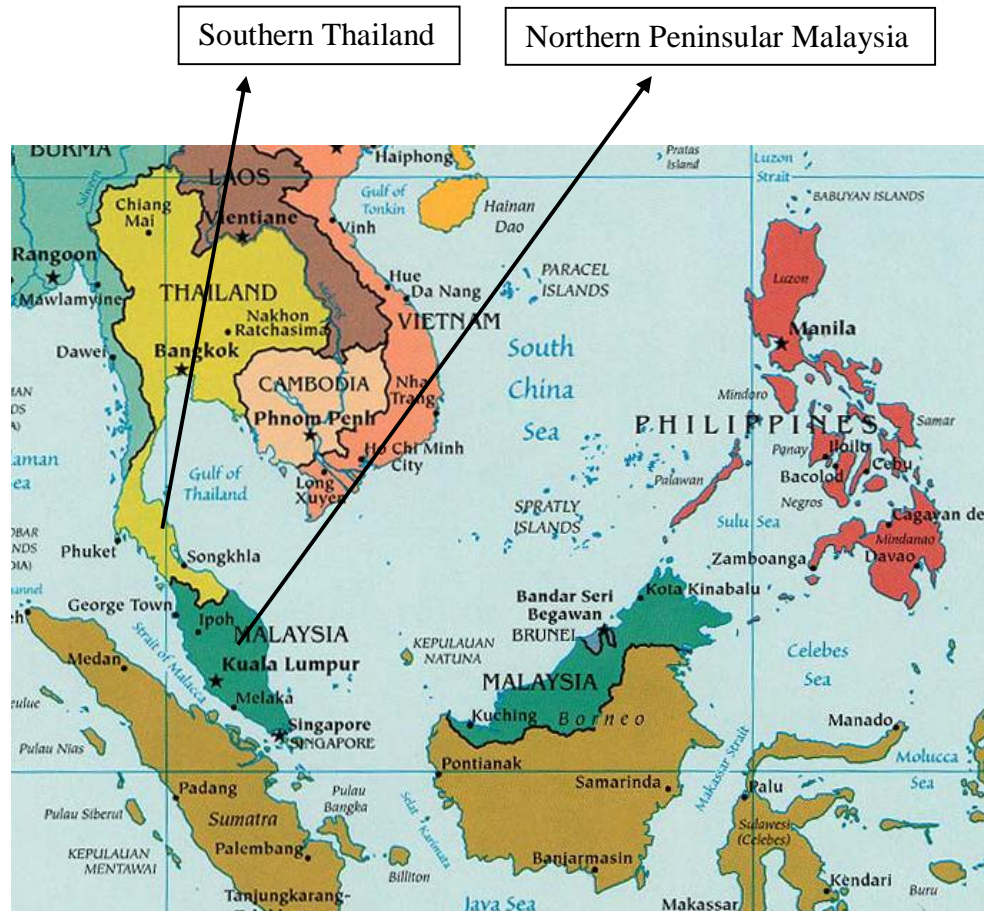 Southern Thailand
Northern Peninsular Malaysia
BURMA
Haiphong
Pratas
Island
Luzon
Strait
LAOS
Gulf of
Tonkin
Hainan
Dao
BABUYAN ISLANDS
Chiang
Mai
Salween
Vientiane
Vinh
Rangoon
Mawlamyine
THAILAND
Hue
Da Nang
PARACEL
ISLANDS
Luzon
Nakhon
Ratchasima
VIETNAM
Manila
Dawei
Bangkok
South
China
Sea
CAMBODIA
Nha
Trang
Mindoro
Phnom Penh
PHILIPPINES
Samar
Ho Chi Minh
City
Panay
Iloilo
Cebu
Bacolod
Gulf of
Thailand
Long
Xuyen
Palawan
Negros
SPRATLY
ISLANDS
Sulu Sea
Cagayan de
Mindanao
Phuket
Songkhla
Zamboanga
Davao
George Town
Ipoh
Bandar Seri
Begawan
Kota Kinabalu
MALAYSIA
BRUNEI
Strait of Malacca
KEPULAUAN
NATUNA
Celebes
Sea
Medan
Kuala Lumpur
MALAYSIA
Melaka
Kuching
Borneo
Manado
Singapore
SINGAPORE
Pulau Nias
Pontianak
Makassar Strait
Molucca
Sea
Samarinda
Padang
Pulau
Bangka
Palu
Pulau Siberut
Sumatra
Selat Karimata
Sulawesi
(Celebes)
KEPULAUAN
MENTAWAI
Palembang
Billiton
Banjarmasin
Kendari
Buru
Tanjungkarang-
Java Sea
Makassar